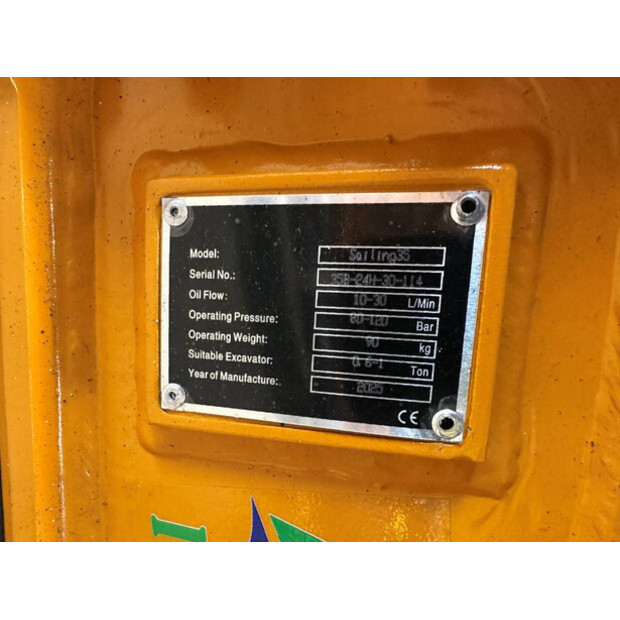 Model: Sailing35
Serial No.: 35B-24H-30-114
Oil Flow: 10-30 L/Min
Operating Pressure: 80-120 Bar
Operating Weight: 90 kg
Suitable Excavator: 0.6-1 Ton
Year of Manufacture: 2025
CE